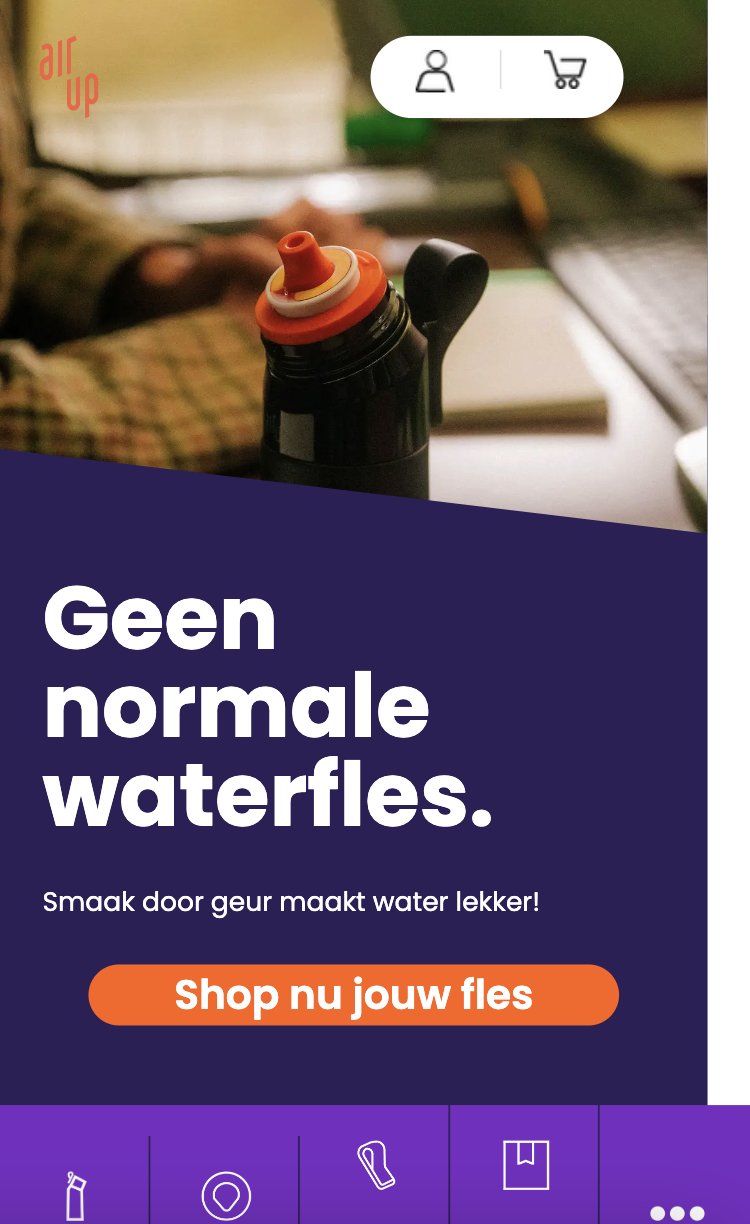 air
up
Geen
normale
waterfles.
Smaak door geur maakt water lekker!
Shop nu jouw fles